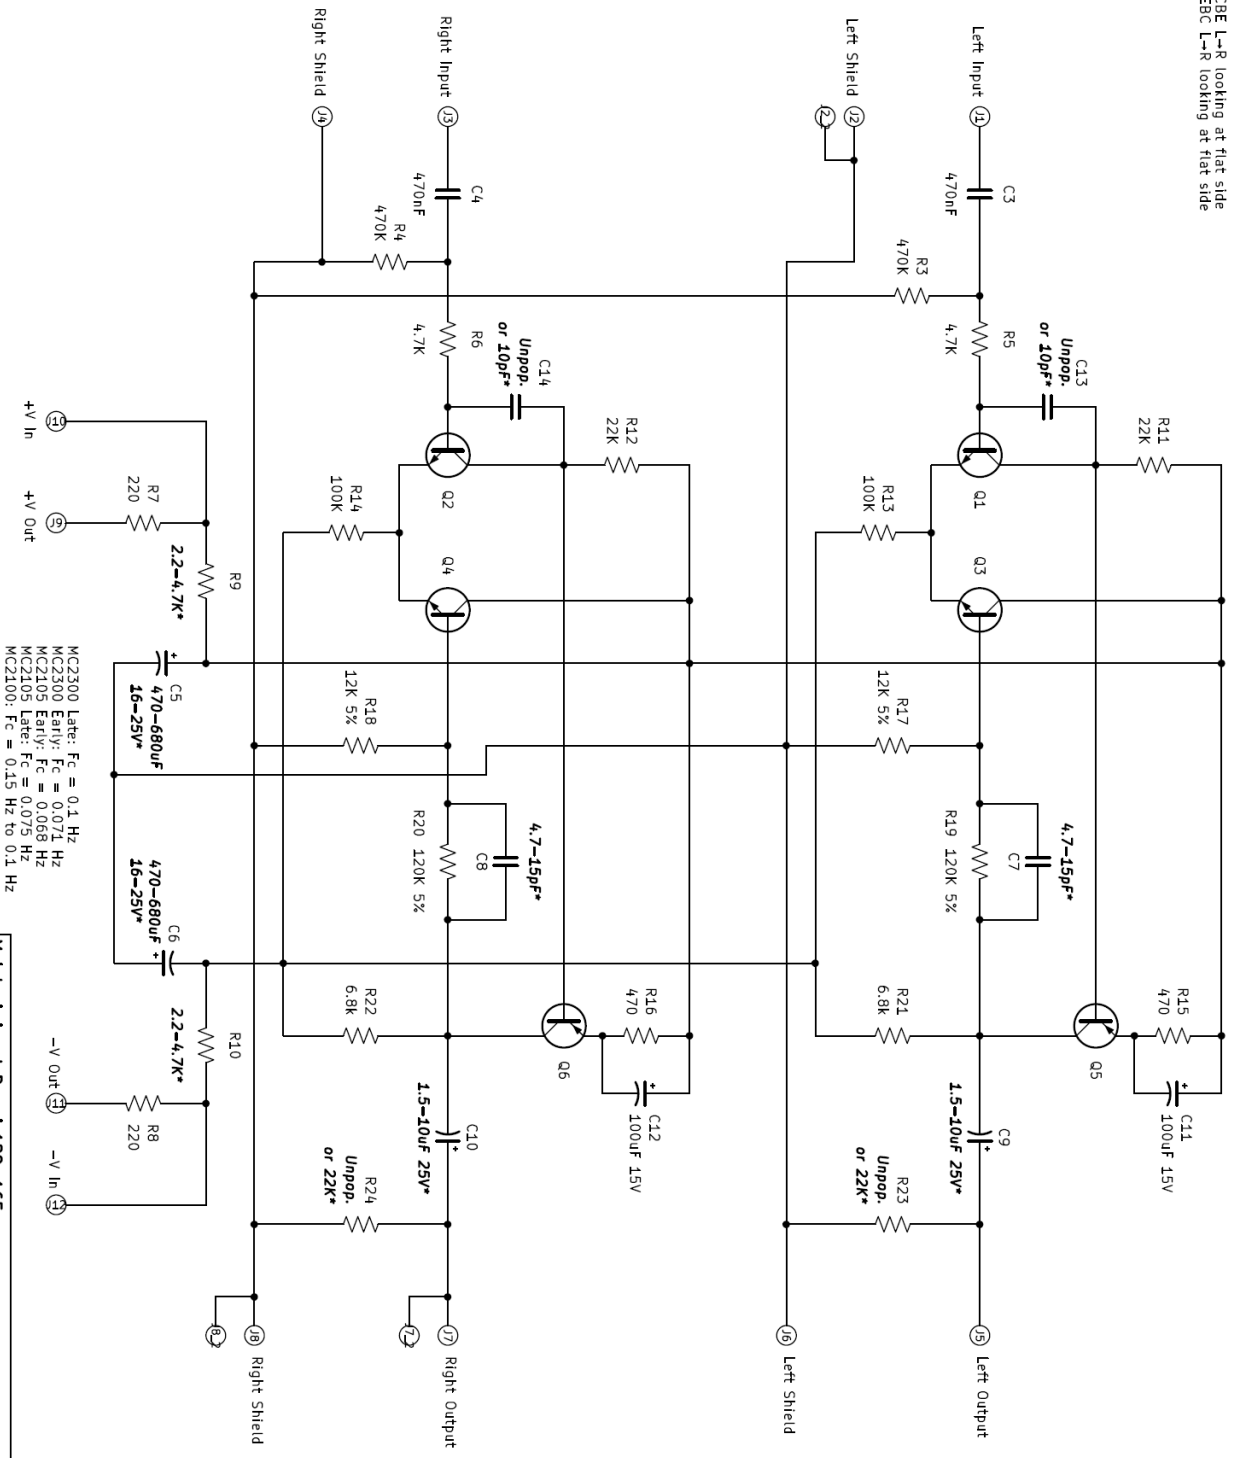 CBE L→R looking at flat side
EBC L→R looking at flat side
Left Input
J1
C3
470nF
R3
470K
R5
4.7K
C13
Unpop.
or 10pF*
R11
22K
Q1
R13
100K
Q3
R17
12K 5%
4.7-15pF*
C7
R19 120K 5%
R21
6.8k
R15
470
Q5
C11
100uF 15V
C9
1.5-10uF 25V*
R23
Unpop.
or 22K*
J5
Left Output
Left Shield
J2
J2_2
J6
Left Shield
Right Input
J3
C4
470nF
R4
470K
R6
4.7K
C14
Unpop.
or 10pF*
R12
22K
Q2
R14
100K
Q4
R18
12K 5%
4.7-15pF*
C8
R20 120K 5%
R22
6.8k
R16
470
Q6
C12
100uF 15V
C10
1.5-10uF 25V*
R24
Unpop.
or 22K*
J7
Right Output
J7_2
Right Shield
J4
J8
Right Shield
J8_2
R9
2.2-4.7K*
R7
220
J10
+V In
J9
+V Out
C5
470-680uF
16-25V*
C6
470-680uF
16-25V*
R10
2.2-4.7K*
R8
220
-V Out
J11
-V In
J12
MC2300 Late: Fc = 0.1 Hz
MC2300 Early: Fc = 0.071 Hz
MC2105 Early: Fc = 0.068 Hz
MC2105 Late: Fc = 0.075 Hz
MC2100: Fc = 0.15 Hz to 0.1 Hz